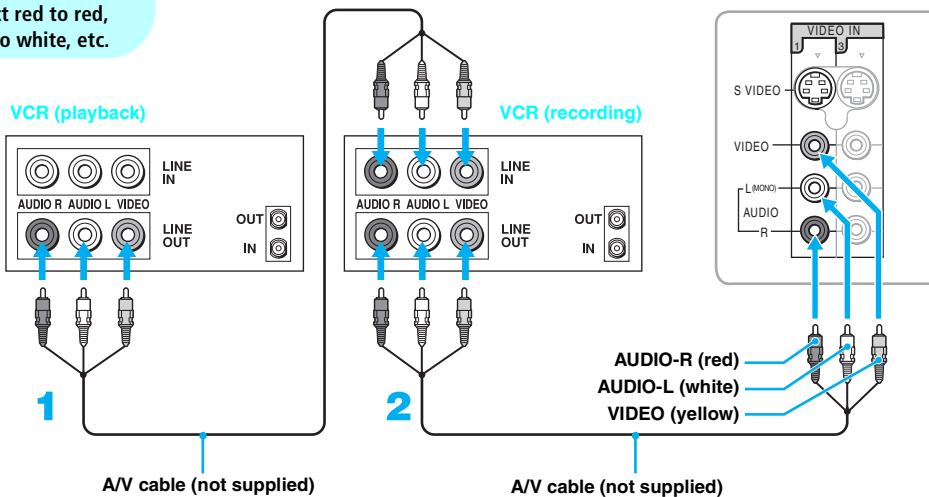 red to red,
o white, etc.
VCR (playback)
VCR (recording)
LINE
IN
AUDIO R AUDIO L VIDEO
LINE
OUT
OUT
IN
LINE
IN
AUDIO R AUDIO L VIDEO
LINE
OUT
OUT
IN
VIDEO IN
1
3
S VIDEO
VIDEO
L(MONO)
AUDIO
R
1
2
AUDIO-R (red)
AUDIO-L (white)
VIDEO (yellow)
A/V cable (not supplied)
A/V cable (not supplied)